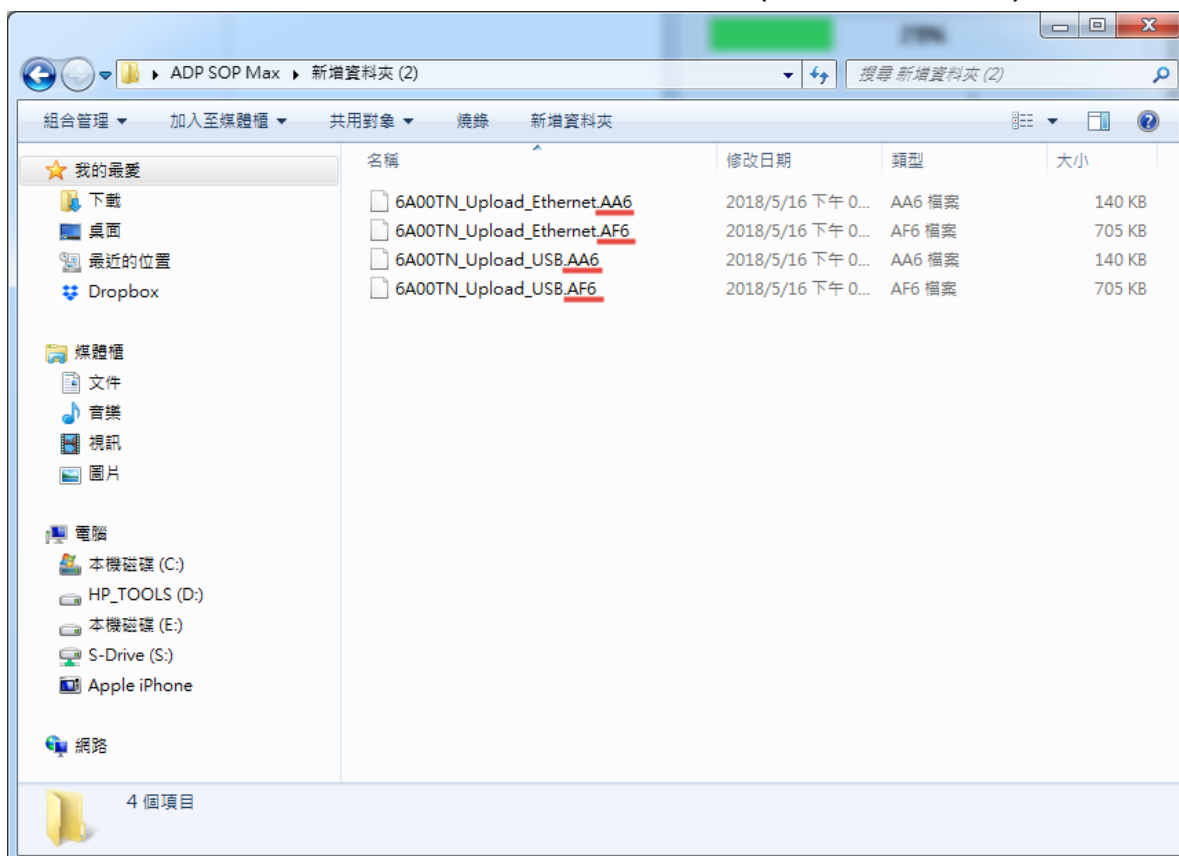 ADP SOP Max 新增資料夾 (2) 搜尋 新增資料夾 (2)
組合管理 加入至媒體櫃 共用對象 燒錄 新增資料夾
名稱 修改日期 類型 大小
6A00TN_Upload_Ethernet.AA6 2018/5/16 下午 0... AA6 檔案 140 KB
6A00TN_Upload_Ethernet.AF6 2018/5/16 下午 0... AF6 檔案 705 KB
6A00TN_Upload_USB.AA6 2018/5/16 下午 0... AA6 檔案 140 KB
6A00TN_Upload_USB.AF6 2018/5/16 下午 0... AF6 檔案 705 KB
我的最愛
下載
桌面
最近的位置
Dropbox
媒體櫃
文件
音樂
視訊
圖片
電腦
本機磁碟 (C:)
HP_TOOLS (D:)
本機磁碟 (E:)
S-Drive (S:)
Apple iPhone
網路
4 個項目